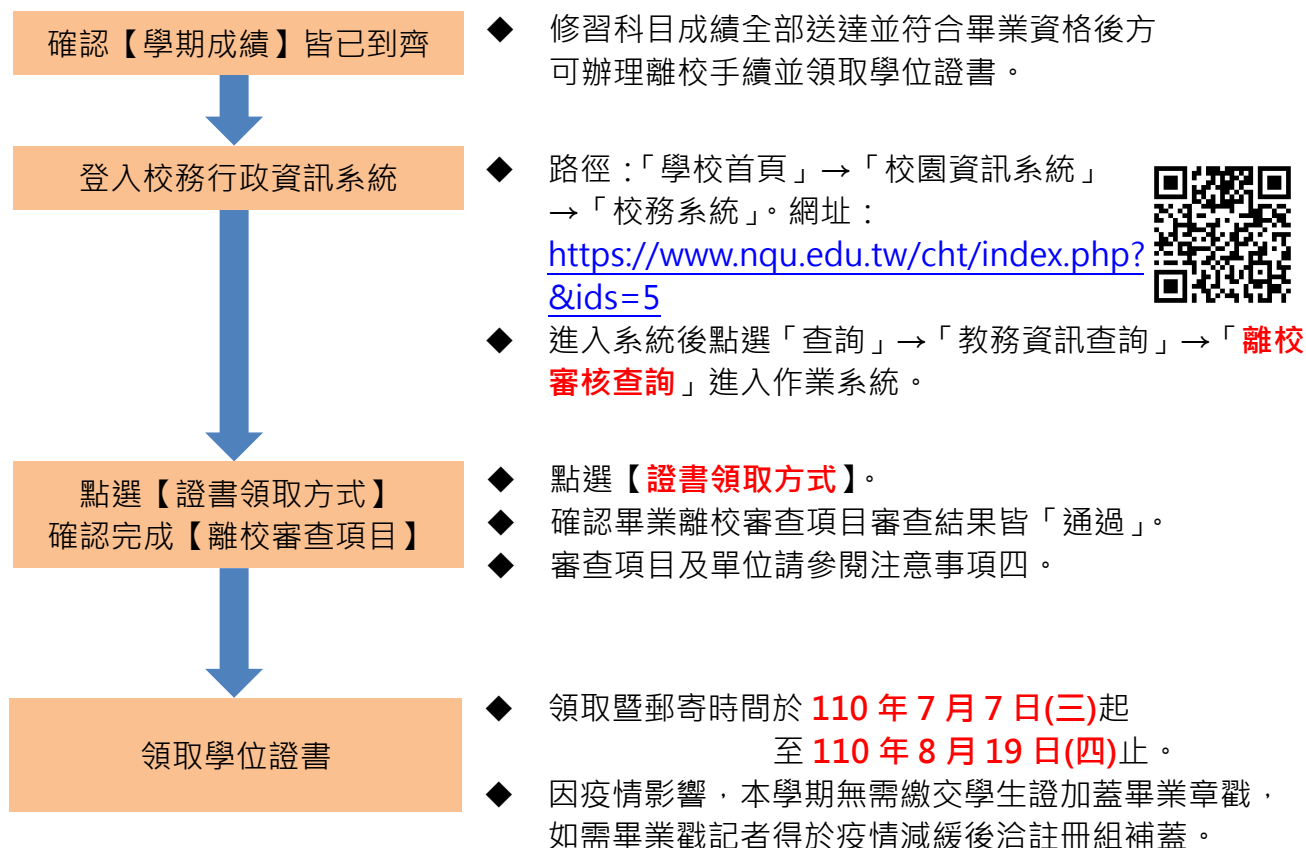 確認【學期成績】皆已到齊
◆ 修習科目成績全部送達並符合畢業資格後方
可辦理離校手續並領取學位證書。
登入校務行政資訊系統
◆ 路徑：「學校首頁」→「校園資訊系統」
→「校務系統」。網址：
https://www.nqu.edu.tw/cht/index.php?
&ids=5
◆ 進入系統後點選「查詢」→「教務資訊查詢」→「離校
審核查詢」進入作業系統。
點選【證書領取方式】
確認完成【離校審查項目】
◆ 點選【證書領取方式】。
◆ 確認畢業離校審查項目審查結果皆「通過」。
◆ 審查項目及單位請參閱注意事項四。
領取學位證書
◆ 領取暨郵寄時間於 110 年 7 月 7 日(三)起
至 110 年 8 月 19 日(四)止。
◆ 因疫情影響，本學期無需繳交學生證加蓋畢業章戳，
如需畢業戳記者得於疫情減緩後洽註冊組補蓋。